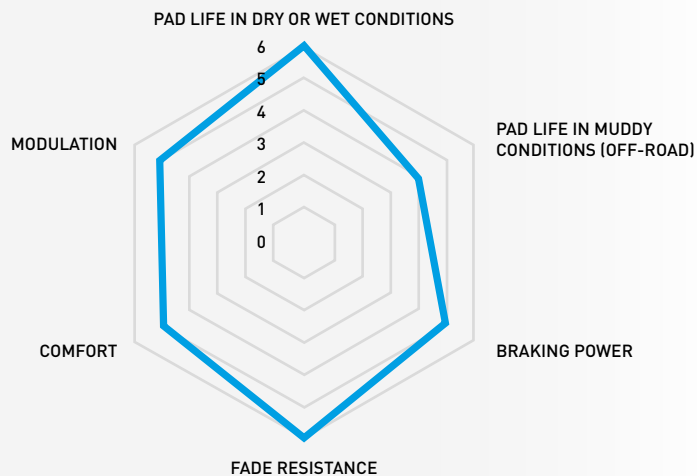 PAD LIFE IN DRY OR WET CONDITIONS
6
5
4
3
2
1
0
MODULATION
PAD LIFE IN MUDDY
CONDITIONS (OFF-ROAD)
COMFORT
BRAKING POWER
FADE RESISTANCE